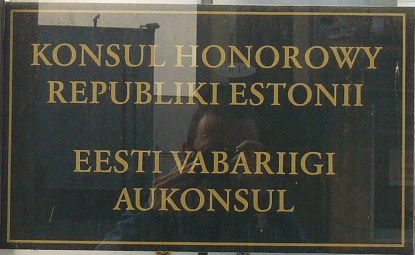 KONSUL HONOROWY
REPUBLIKI ESTONII
EESTI VABARIIGI
AUKONSUL